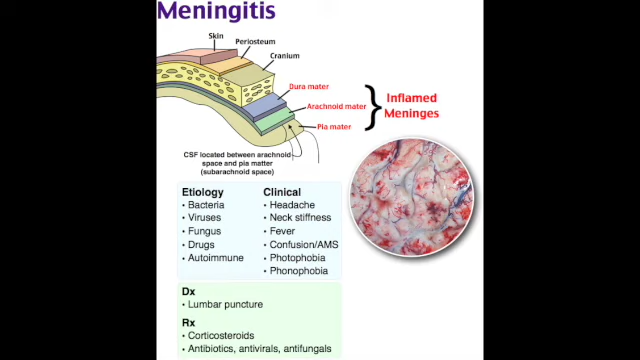 Meningitis
Skin
Periosteum
Cranium
Dura mater
Arachnoid mater
Pia mater
Inflamed
Meninges
CSF located between arachnoid
space and pia matter
(subarachnoid space)
Etiology
• Bacteria
• Viruses
• Fungus
• Drugs
• Autoimmune
Clinical
• Headache
• Neck stiffness
• Fever
• Confusion/AMS
• Photophobia
• Phonophobia
Dx
• Lumbar puncture
Rx
• Corticosteroids
• Antibiotics, antivirals, antifungals